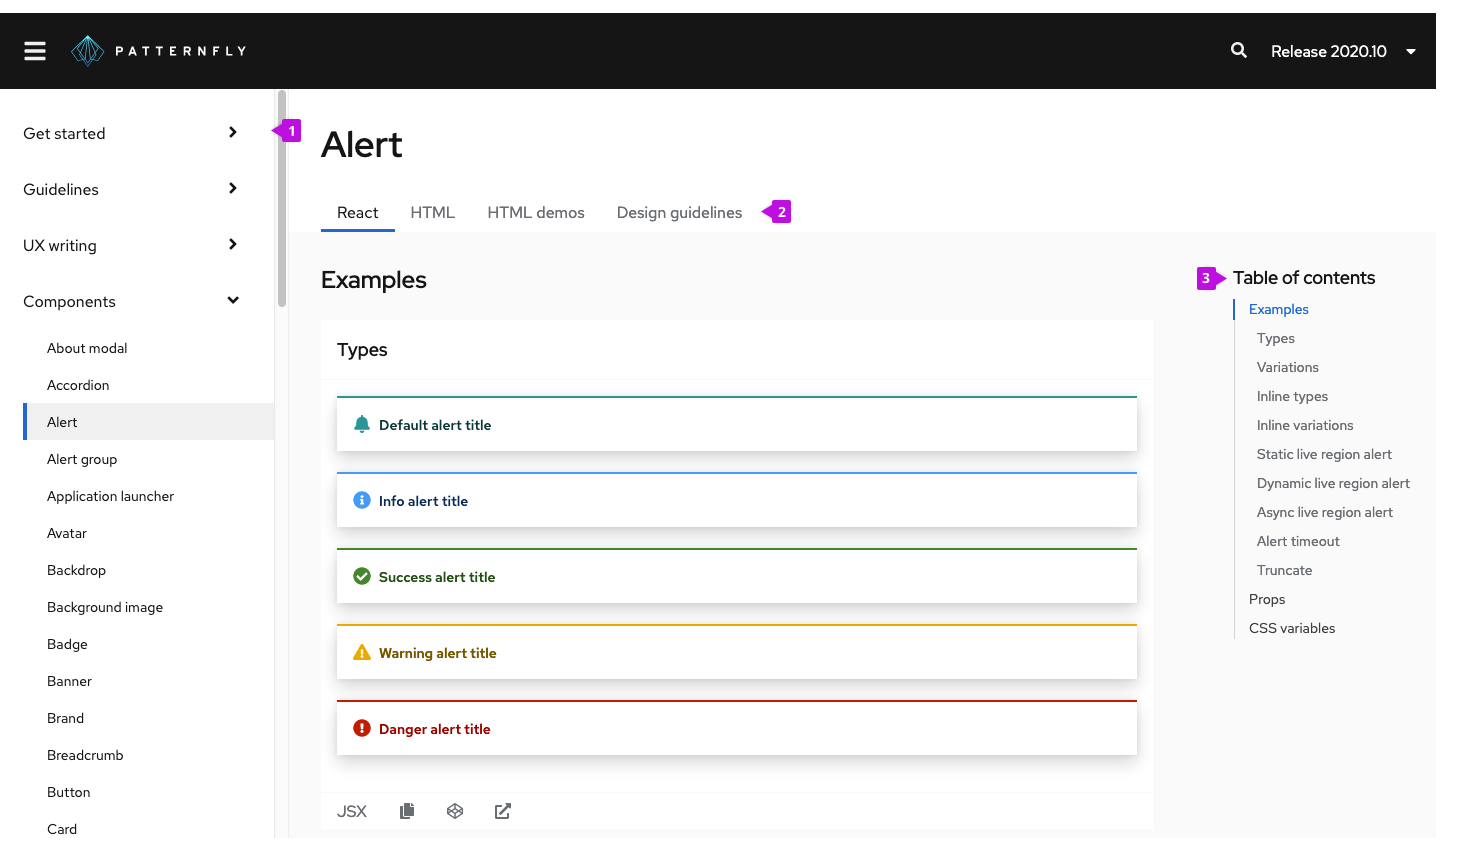 PATTERNFLY
Release 2020.10
Get started
1
Guidelines
UX writing
Components
About modal
Accordion
Alert
Alert group
Application launcher
Avatar
Backdrop
Background image
Badge
Banner
Brand
Breadcrumb
Button
Card
Alert
React HTML HTML demos Design guidelines 2
Examples
Types
Default alert title
Info alert title
Success alert title
Warning alert title
Danger alert title
JSX
3 Table of contents
Examples
Types
Variations
Inline types
Inline variations
Static live region alert
Dynamic live region alert
Async live region alert
Alert timeout
Truncate
Props
CSS variables